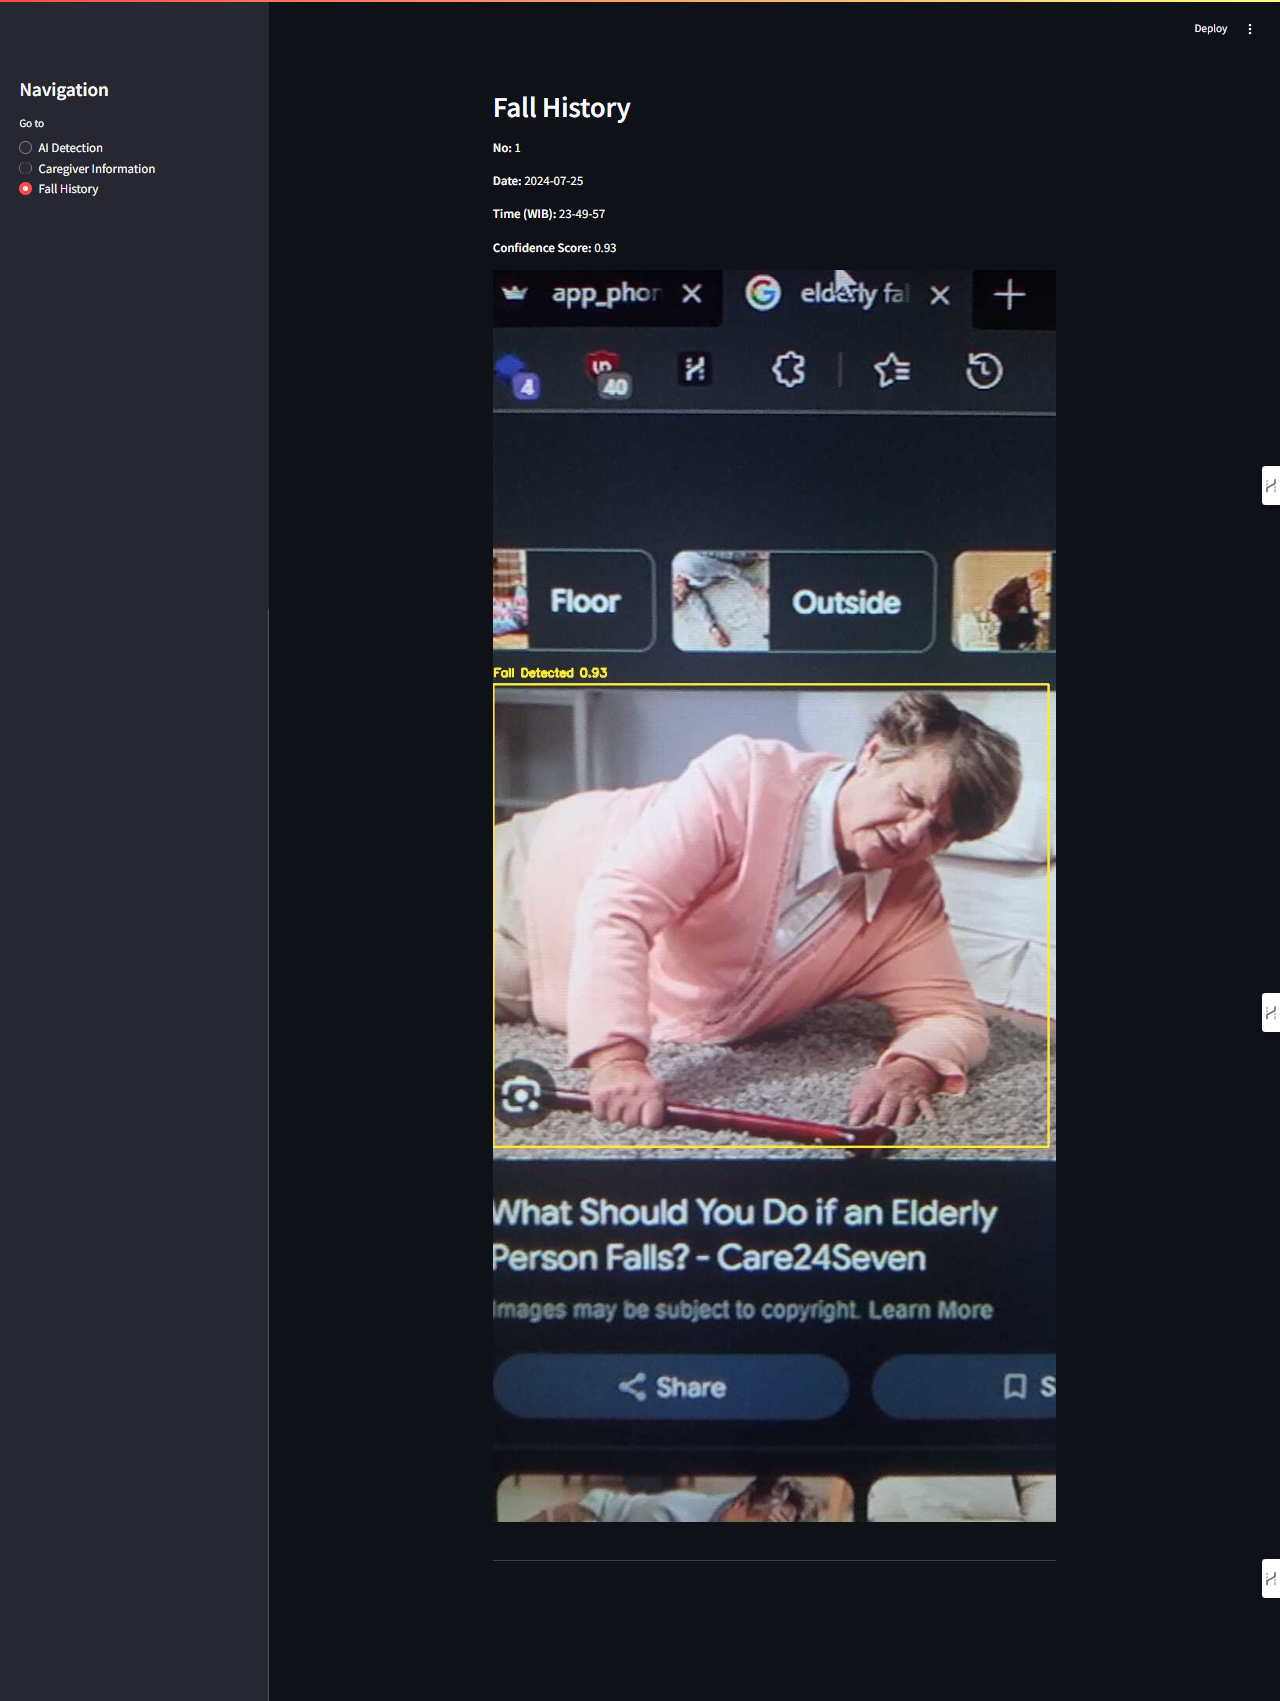 Deploy
Navigation
Go to
AI Detection
Caregiver Information
Fall History
Fall History
No: 1
Date: 2024-07-25
Time (WIB): 23-49-57
Confidence Score: 0.93
app_phor
elderly fal
4
40
Floor
Outside
Fall Detected 0.93
What Should You Do if an Elderly
Person Falls? - Care24Seven
Images may be subject to copyright. Learn More
Share
S